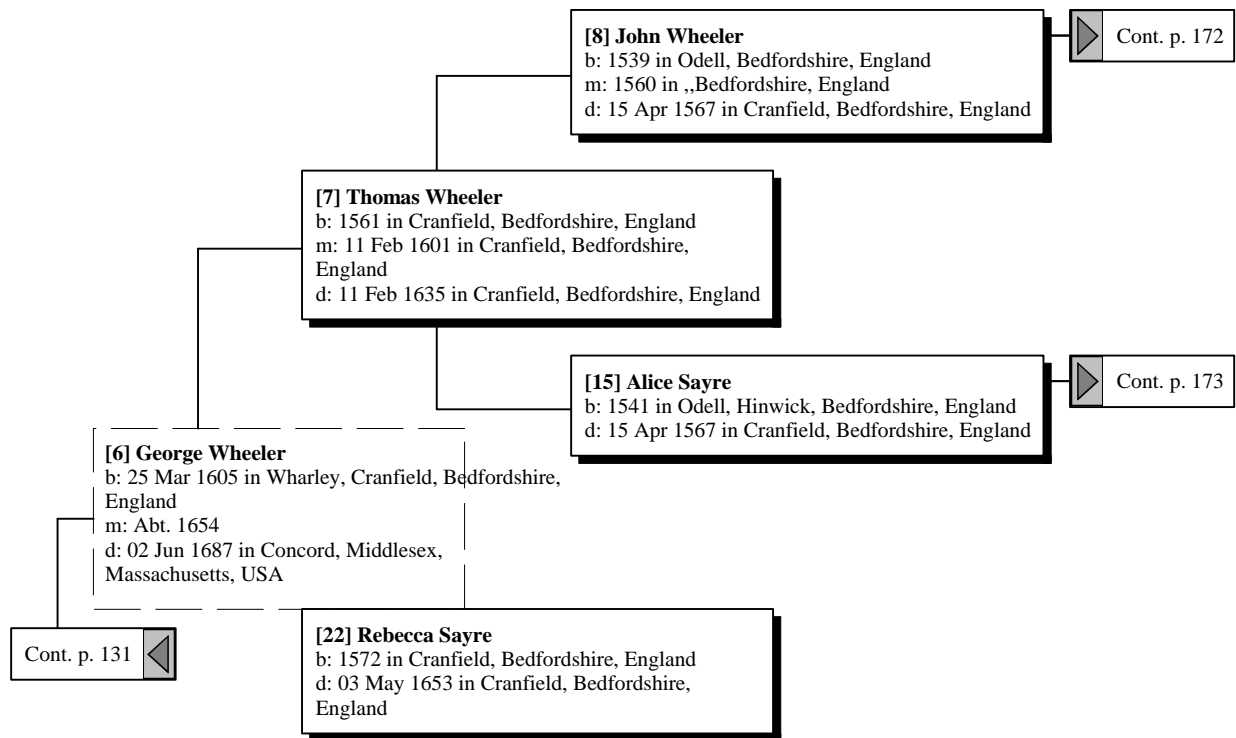 [8] John Wheeler
b: 1539 in Odell, Bedfordshire, England
m: 1560 in ,,Bedfordshire, England
d: 15 Apr 1567 in Cranfield, Bedfordshire, England
Cont. p. 172
[7] Thomas Wheeler
b: 1561 in Cranfield, Bedfordshire, England
m: 11 Feb 1601 in Cranfield, Bedfordshire,
England
d: 11 Feb 1635 in Cranfield, Bedfordshire, England
[15] Alice Sayre
b: 1541 in Odell, Hinwick, Bedfordshire, England
d: 15 Apr 1567 in Cranfield, Bedfordshire, England
Cont. p. 173
[6] George Wheeler
b: 25 Mar 1605 in Wharley, Cranfield, Bedfordshire,
England
m: Abt. 1654
d: 02 Jun 1687 in Concord, Middlesex,
Massachusetts, USA
Cont. p. 131
[22] Rebecca Sayre
b: 1572 in Cranfield, Bedfordshire, England
d: 03 May 1653 in Cranfield, Bedfordshire,
England